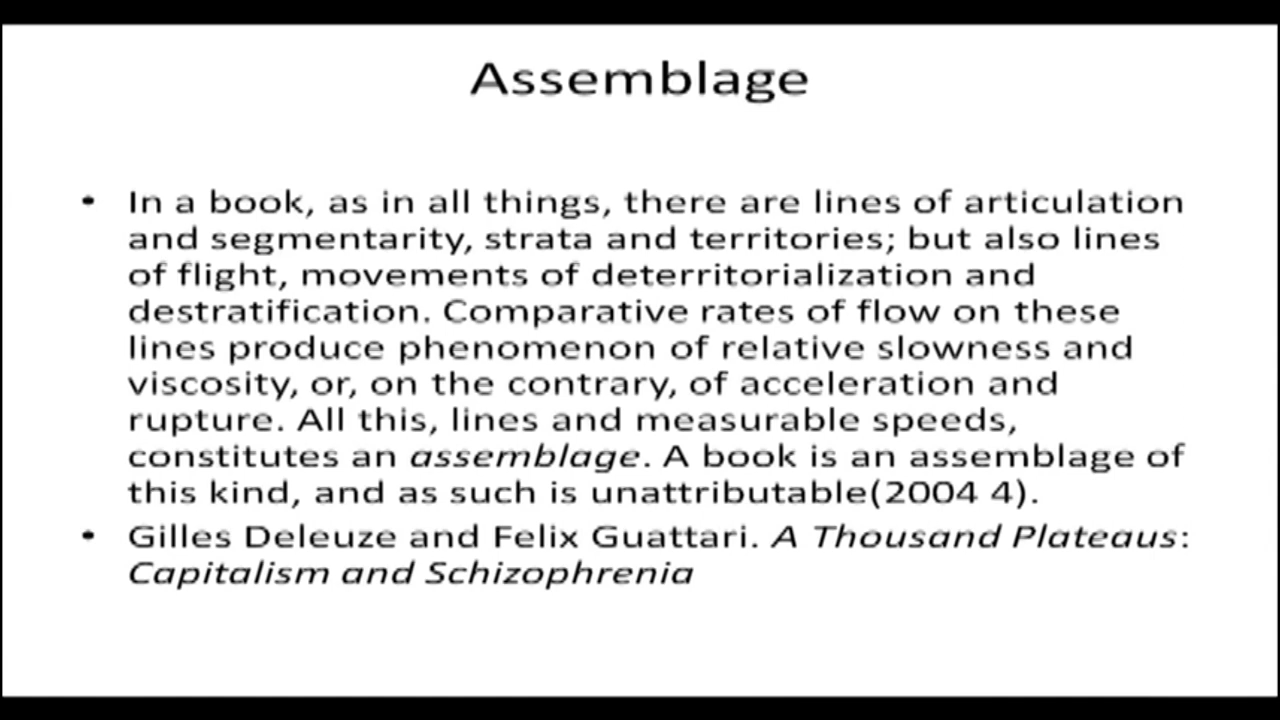 Assemblage
• In a book, as in all things, there are lines of articulation
and segmentarity, strata and territories; but also lines
of flight, movements of deterritorialization and
destratification. Comparative rates of flow on these
lines produce phenomenon of relative slowness and
viscosity, or, on the contrary, of acceleration and
rupture. All this, lines and measurable speeds,
constitutes an assemblage. A book is an assemblage of
this kind, and as such is unattributable(2004 4).
• Gilles Deleuze and Felix Guattari. A Thousand Plateaus:
Capitalism and Schizophrenia